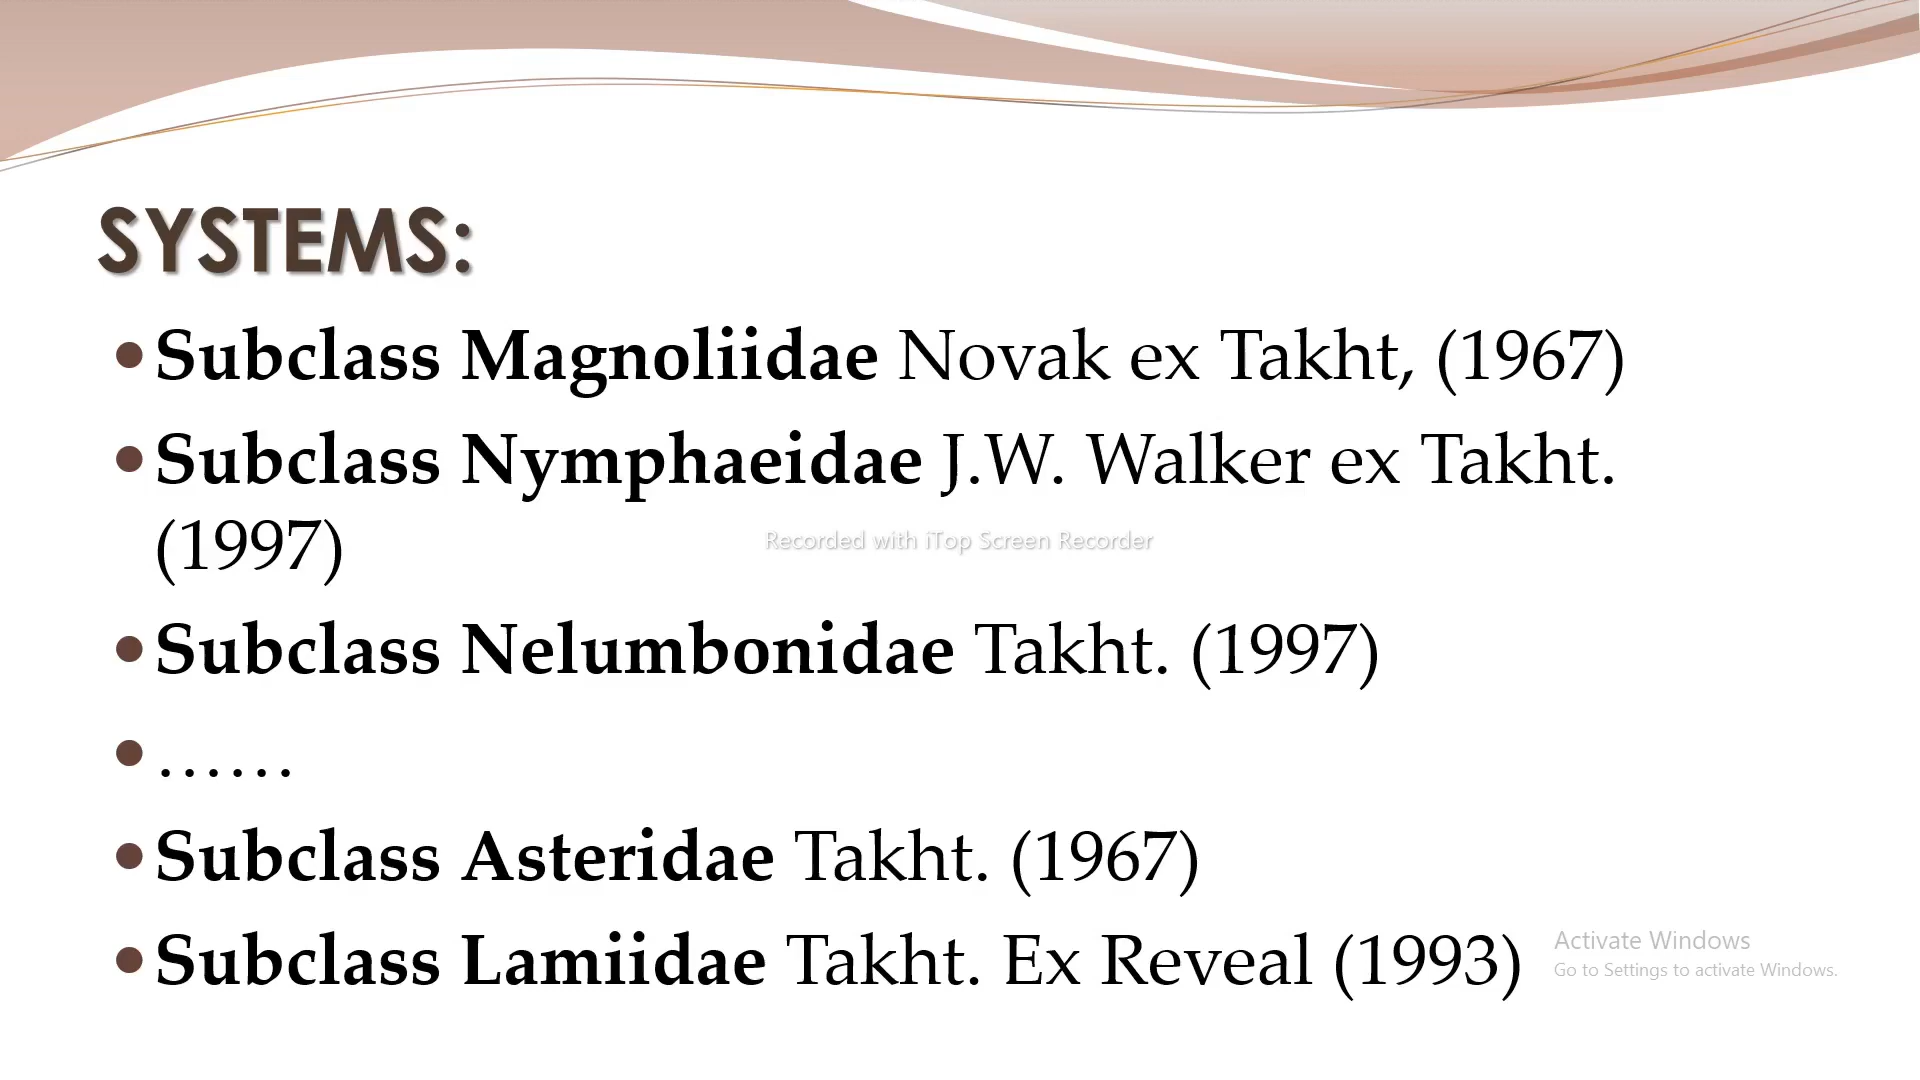 SYSTEMS:
• Subclass Magnoliidae Novak ex Takht, (1967)
• Subclass Nymphaeidae J.W. Walker ex Takht.
(1997)
Recorded with iTop Screen Recorder
• Subclass Nelumbonidae Takht. (1997)
• ......
• Subclass Asteridae Takht. (1967)
• Subclass Lamiidae Takht. Ex Reveal (1993)
Activate Windows
Go to Settings to activate Windows.